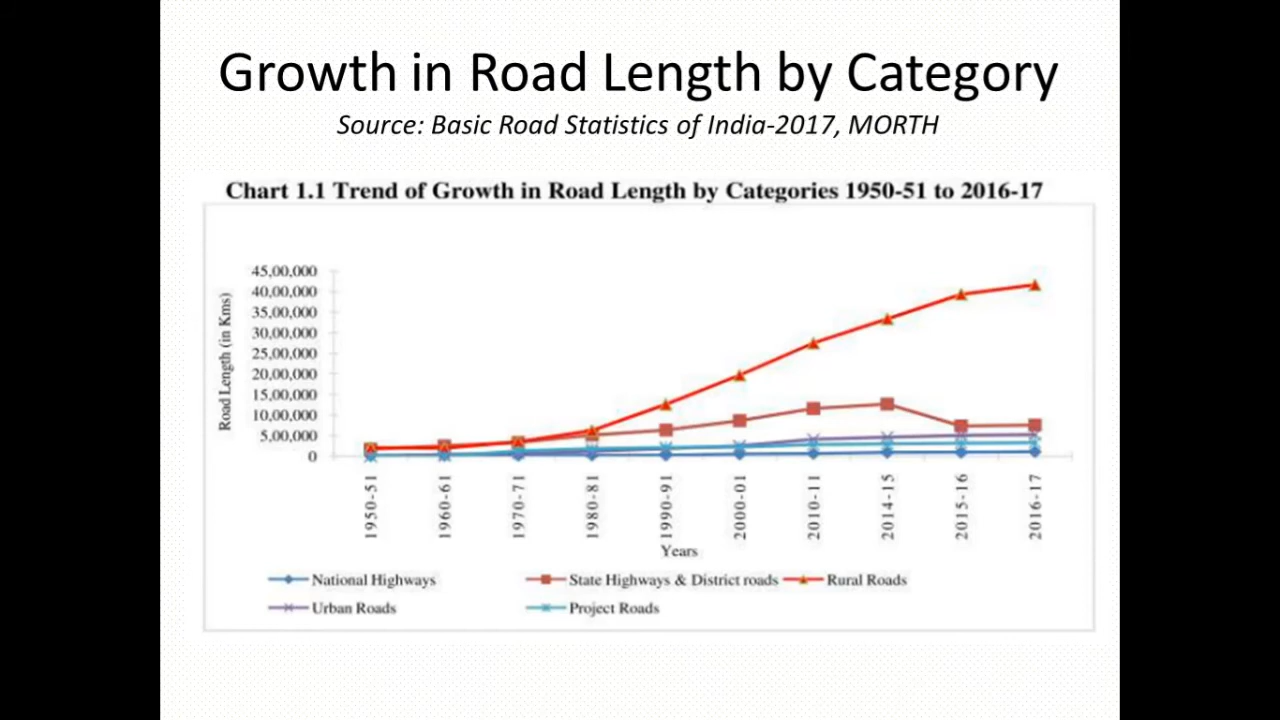 Growth in Road Length by Category
Source: Basic Road Statistics of India-2017, MORTH
Chart 1.1 Trend of Growth in Road Length by Categories 1950-51 to 2016-17
Road Length (in Kms)
45,00,000
40,00,000
35,00,000
30,00,000
25,00,000
20,00,000
15,00,000
10,00,000
5,00,000
0
1950-51
1960-61
1970-71
1980-81
1990-91
2000-01
2010-11
2014-15
2015-16
2016-17
Years
National Highways
State Highways & District roads
Rural Roads
Urban Roads
Project Roads